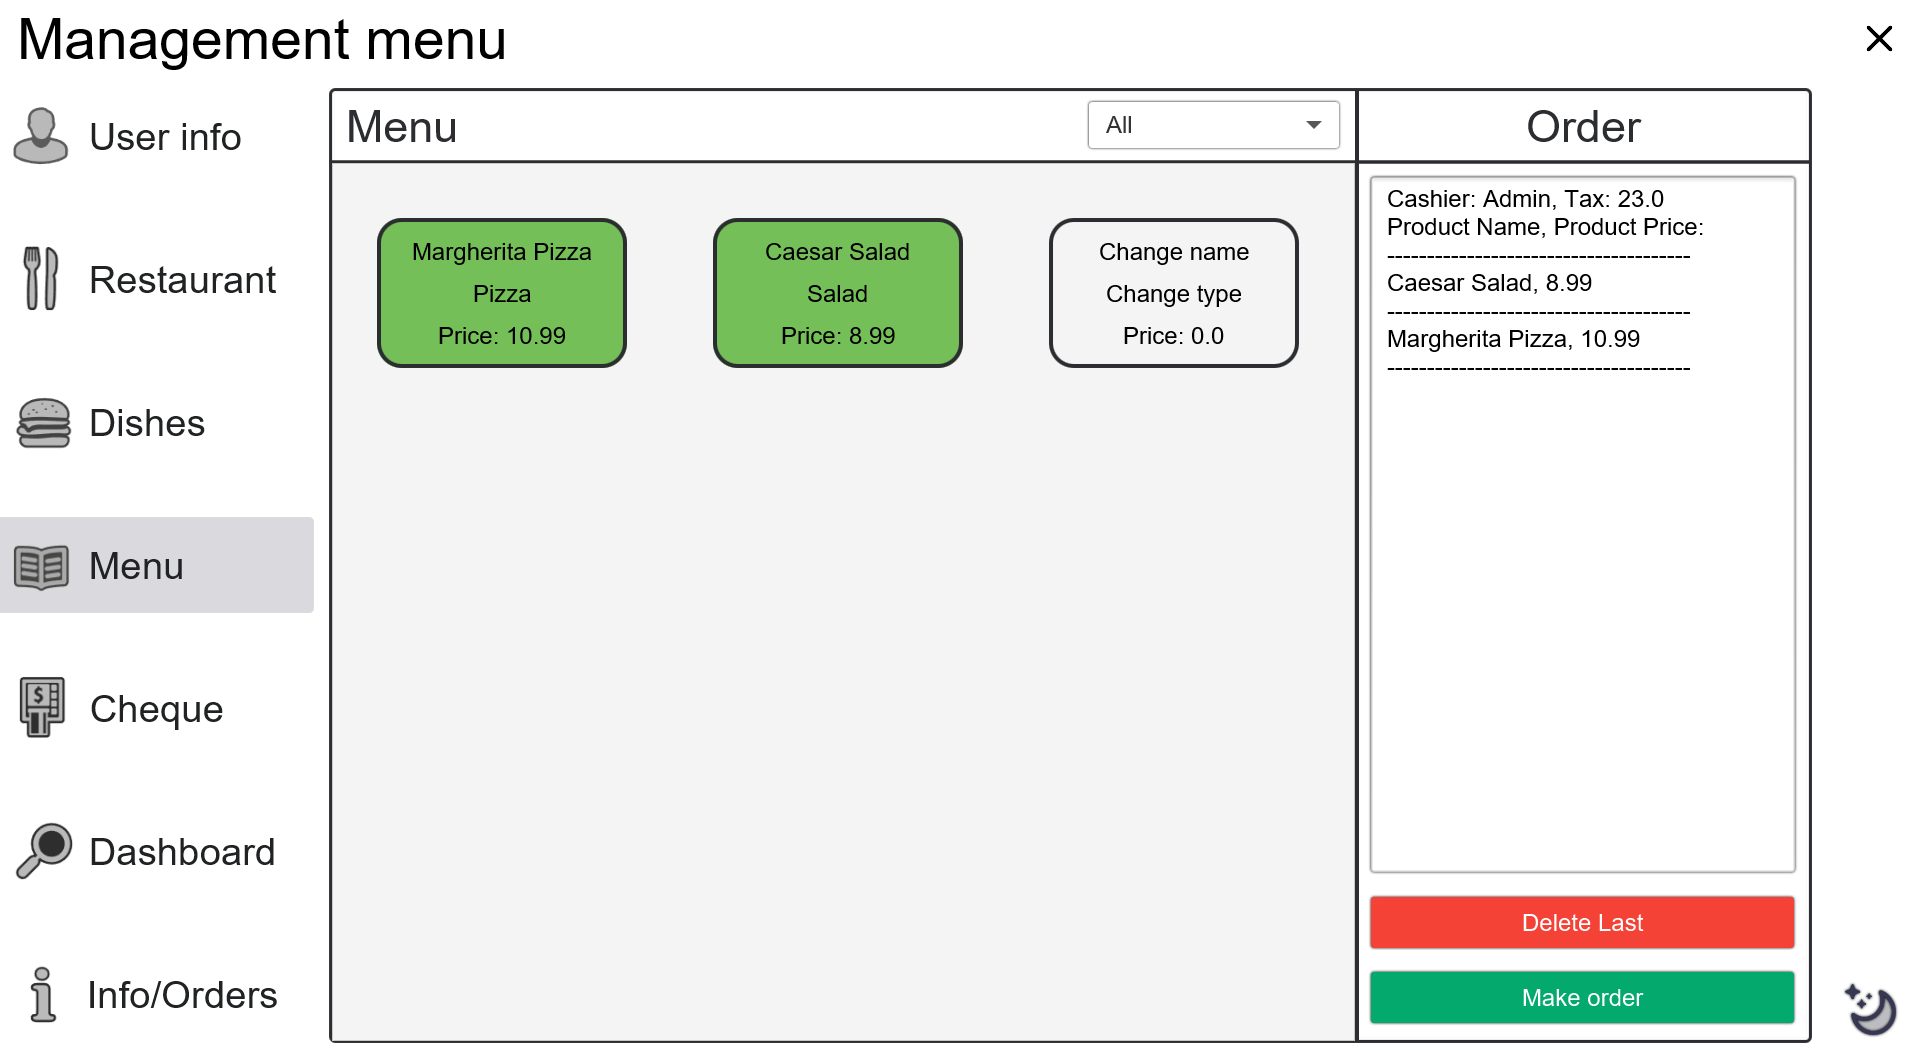 Management menu
User info
Restaurant
Dishes
Menu
Cheque
Dashboard
Info/Orders
Menu
All
Margherita Pizza
Pizza
Price: 10.99
Caesar Salad
Salad
Price: 8.99
Change name
Change type
Price: 0.0
Order
Cashier: Admin, Tax: 23.0
Product Name, Product Price:
--------------------------------------
Caesar Salad, 8.99
--------------------------------------
Margherita Pizza, 10.99
--------------------------------------
Delete Last
Make order